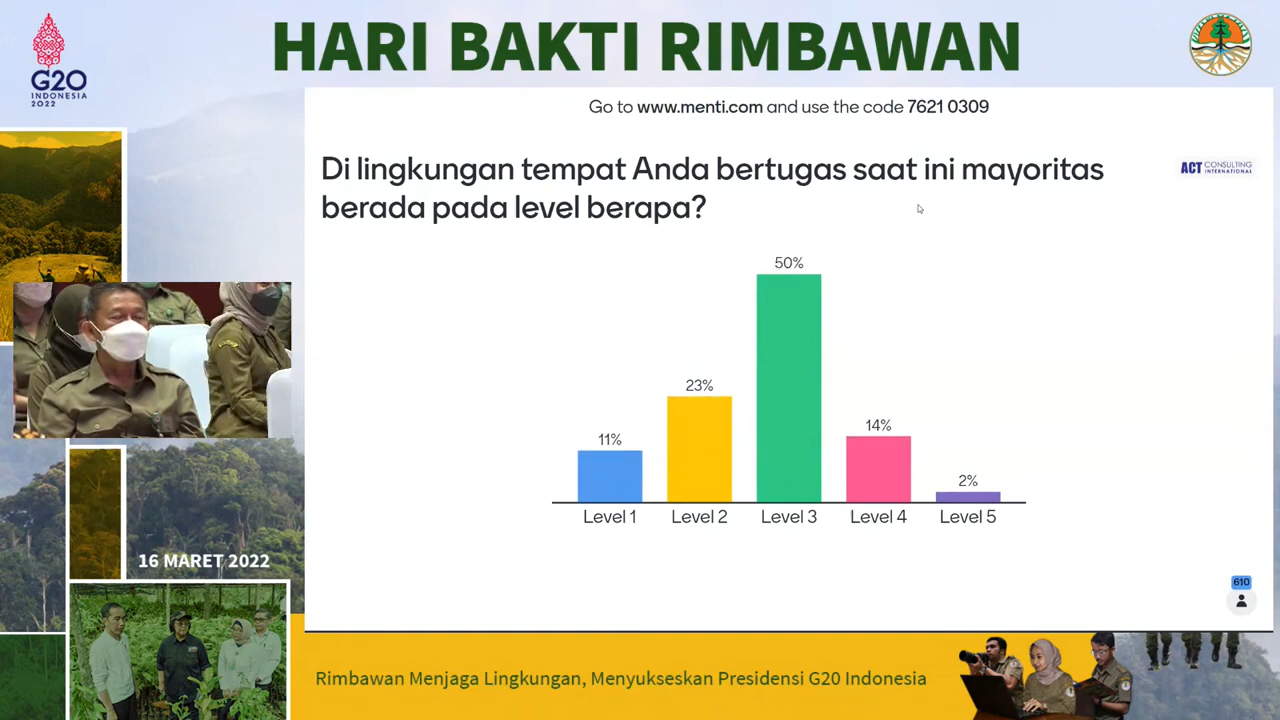 G20
INDONESIA
2022
HARI BAKTI RIMBAWAN
Go to www.menti.com and use the code 7621 0309
Di lingkungan tempat Anda bertugas saat ini mayoritas
berada pada level berapa?
ACT CONSULTING
INTERNATIONAL
50%
23%
14%
11%
2%
Level 1
Level 2
Level 3
Level 4
Level 5
16 MARET 2022
610
Rimbawan Menjaga Lingkungan, Menyukseskan Presidensi G20 Indonesia